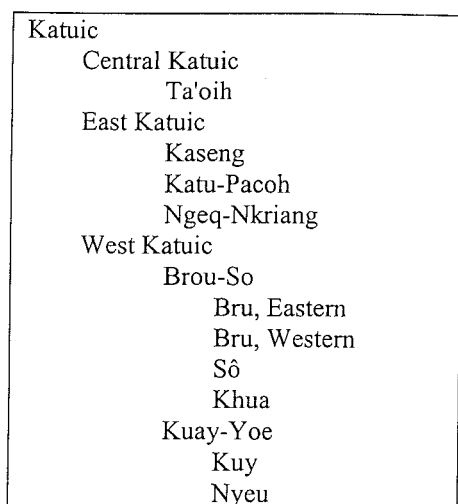 Katuic
Central Katuic
Ta'oih
East Katuic
Kaseng
Katu-Pacoh
Ngeq-Nkriang
West Katuic
Brou-So
Bru, Eastern
Bru, Western
Sô
Khua
Kuay-Yoe
Kuy
Nyeu